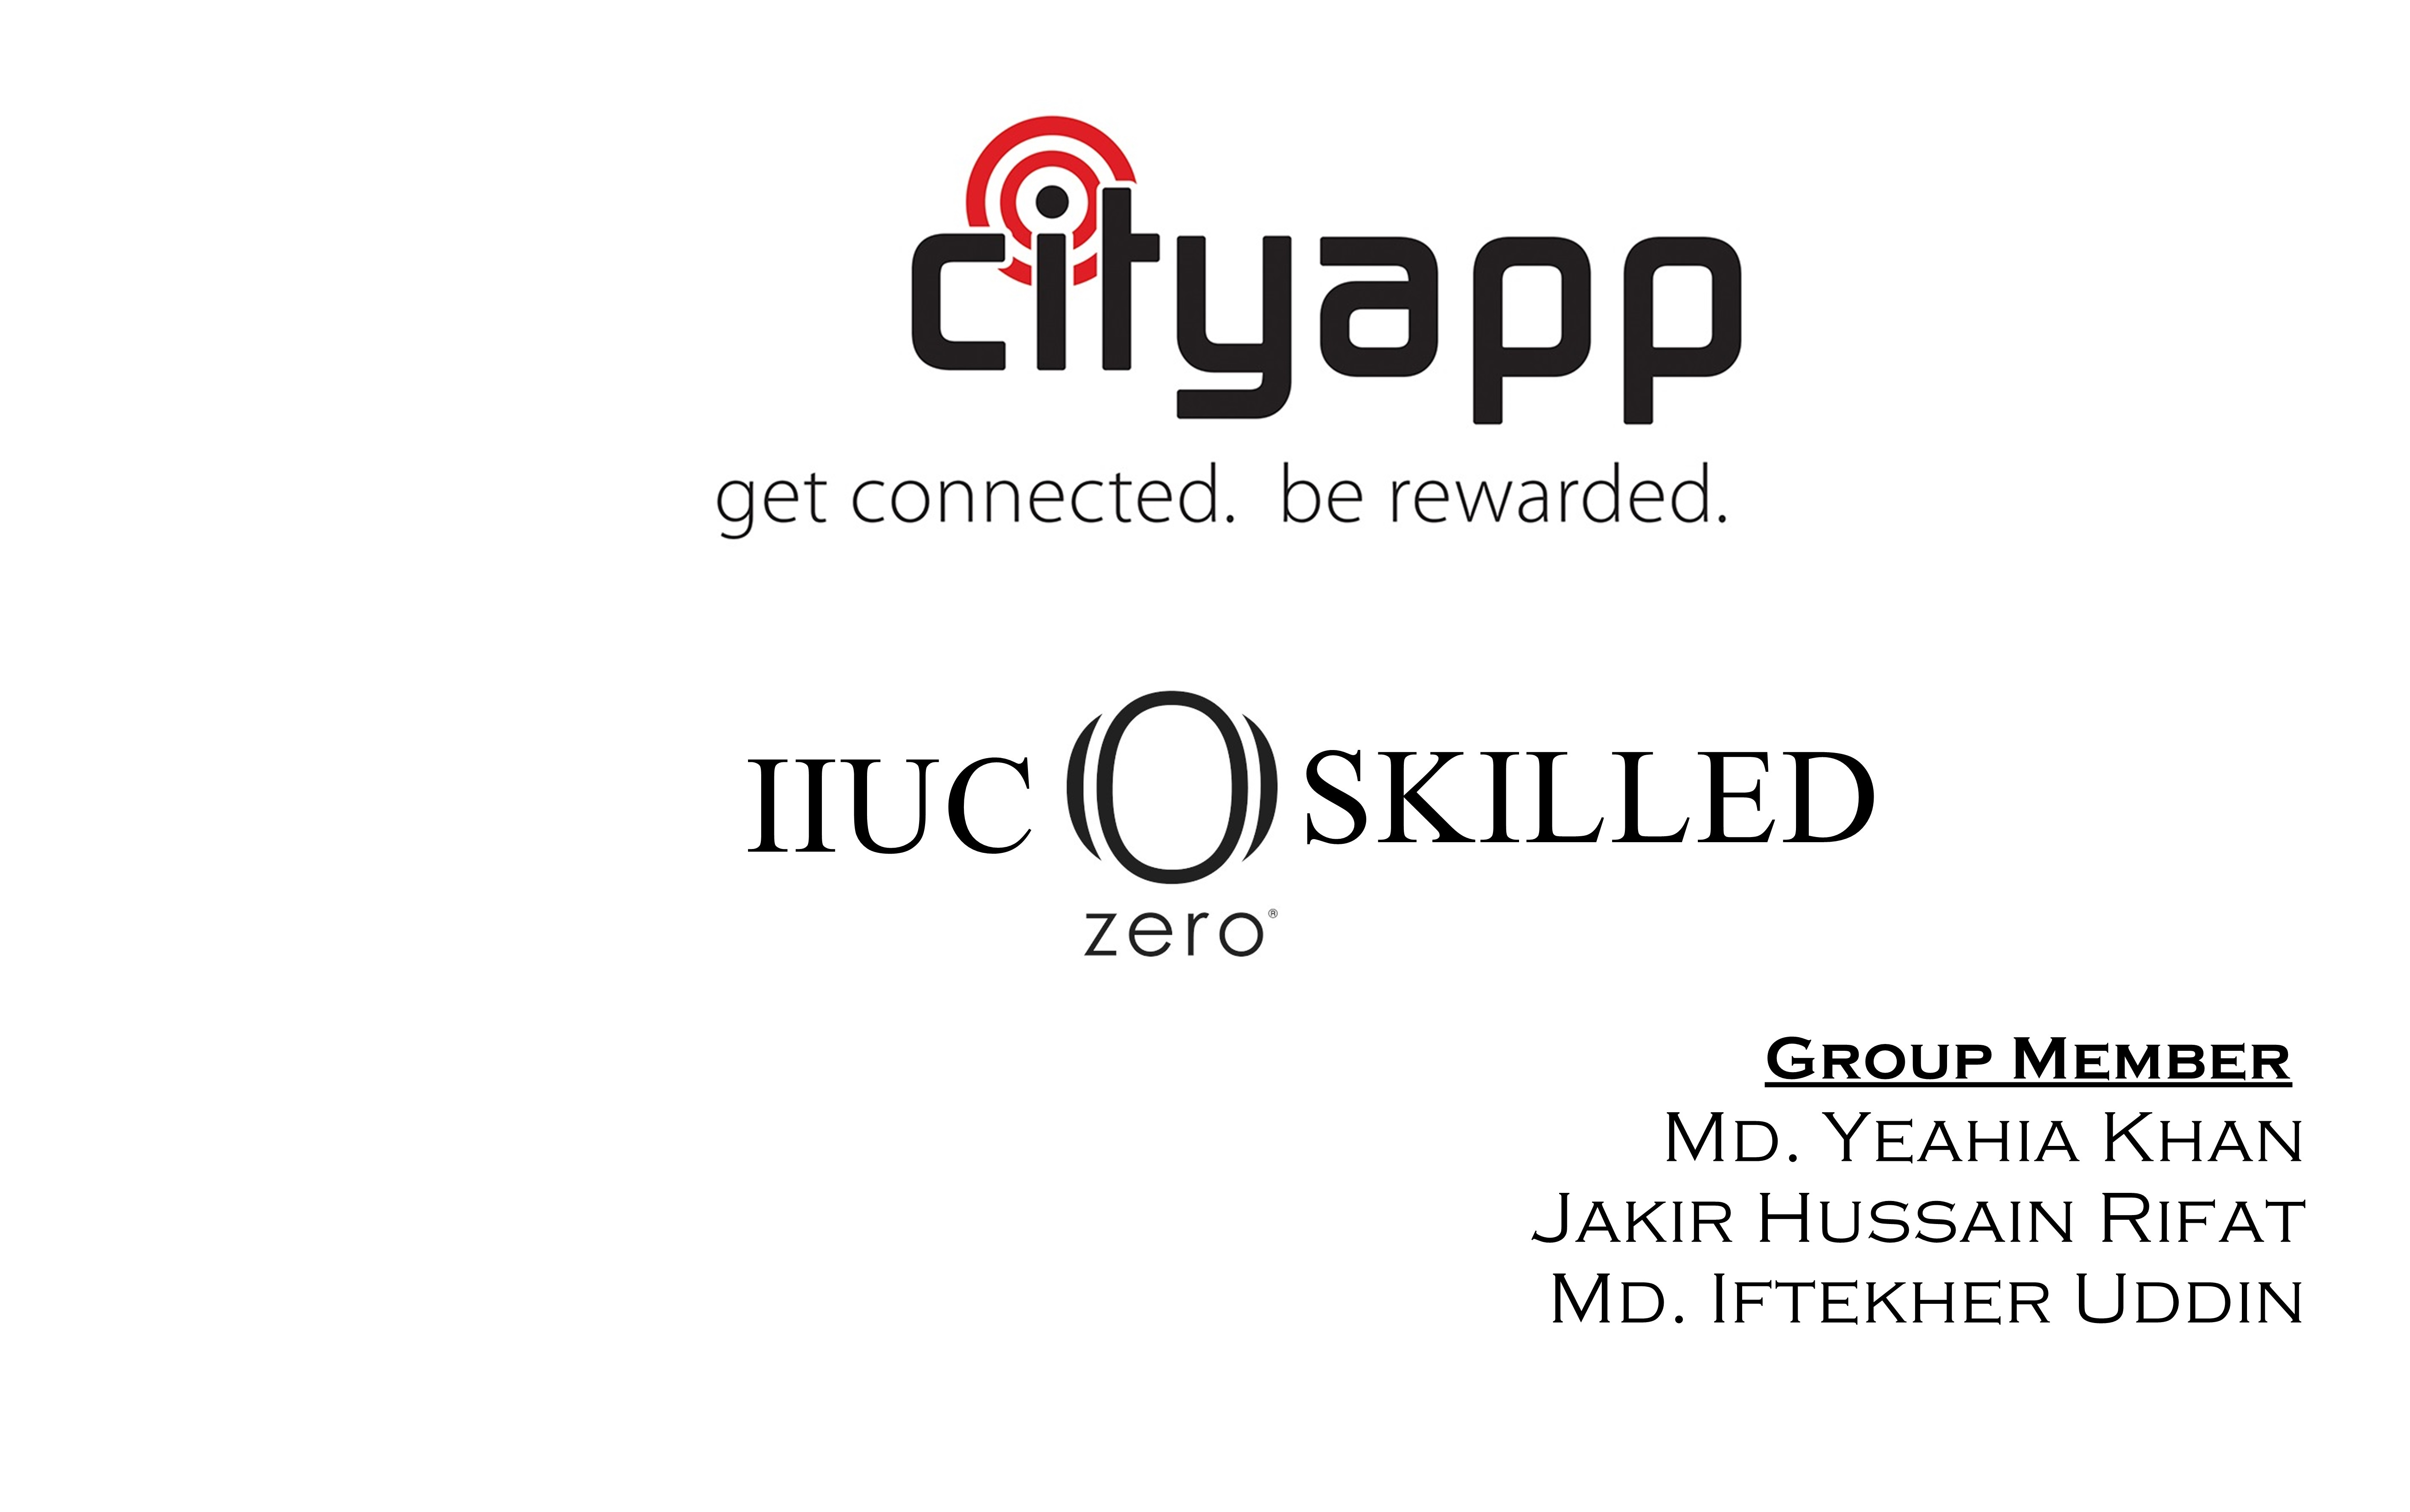 cityapp
get connected. be rewarded.
IIUC 0 SKILLED
zero®
GROUP MEMBER
MD. YEAHIA KHAN
JAKIR HUSSAIN RIFAT
MD. IFTEKHER UDDIN